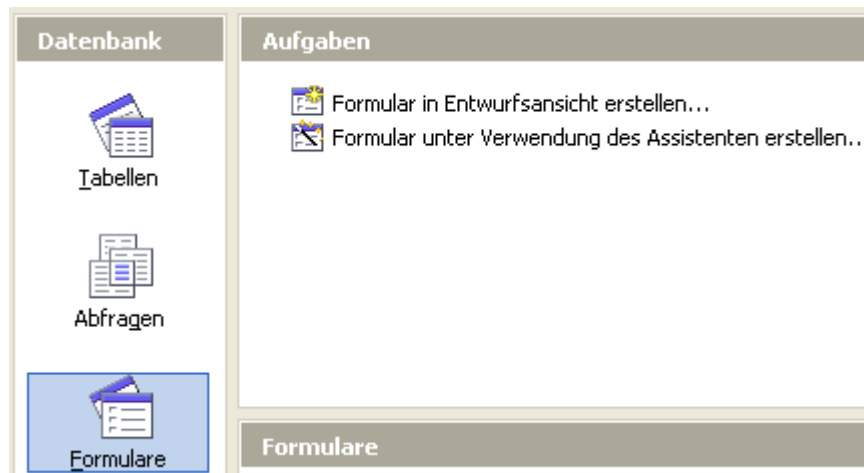 Datenbank
Tabellen
Abfragen
Formulare
Aufgaben
Formular in Entwurfsansicht erstellen...
Formular unter Verwendung des Assistenten erstellen..
Formulare